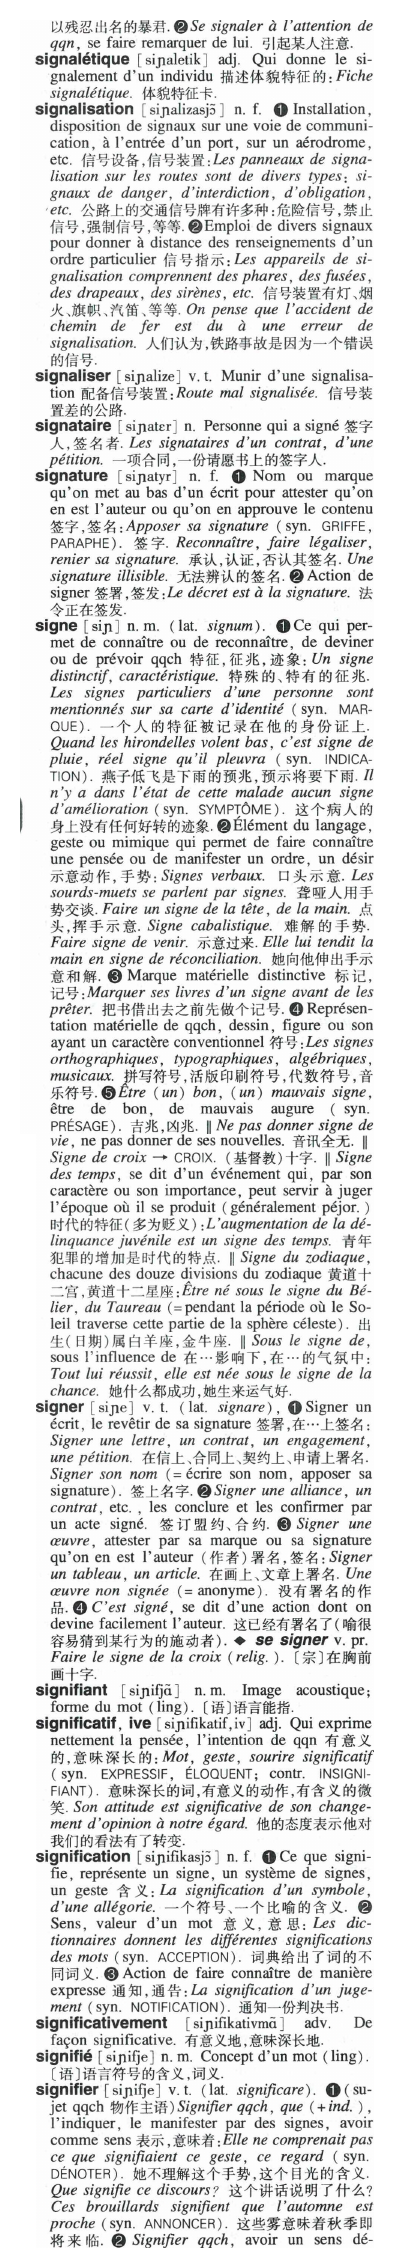 以残忍出名的暴君. ❷ Se signaler à l'attention de
qqn, se faire remarquer de lui. 引起某人注意.
signalétique [siɲaletik] adj. Qui donne le si-
gnalement d'un individu 描述体貌特征的: Fiche
signalétique. 体貌特征卡.
signalisation [siɲalizasjɔ̃] n. f. ❶ Installation,
disposition de signaux sur une voie de communi-
cation, à l'entrée d'un port, sur un aérodrome,
etc. 信号设备,信号装置: Les panneaux de signa-
lisation sur les routes sont de divers types: si-
gnaux de danger, d'interdiction, d'obligation,
etc. 公路上的交通信号牌有许多种:危险信号,禁止
信号,强制信号,等等. ❷ Emploi de divers signaux
pour donner à distance des renseignements d'un
ordre particulier 信号指示: Les appareils de si-
gnalisation comprennent des phares, des fusées,
des drapeaux, des sirènes, etc. 信号装置有灯、烟
火、旗帜、汽笛、等等. On pense que l'accident de
chemin de fer est du à une erreur de
signalisation. 人们认为,铁路事故是因为一个错误
的信号.
signaliser [siɲalize] v. t. Munir d'une signalisa-
tion 配备信号装置: Route mal signalisée. 信号装
置差的公路.
signataire [siɲatɛr] n. Personne qui a signé 签字
人,签名者. Les signataires d'un contrat, d'une
pétition. 一项合同,一份请愿书上的签字人.
signature [siɲatyr] n. f. ❶ Nom ou marque
qu'on met au bas d'un écrit pour attester qu'on
en est l'auteur ou qu'on en approuve le contenu
签字,签名: Apposer sa signature (syn. GRIFFE,
PARAPHE). 签字. Reconnaître, faire légaliser,
renier sa signature. 承认,认证,否认其签名. Une
signature illisible. 无法辨认的签名. ❷ Action de
signer 签署,签发: Le décret est à la signature. 法
令正在签发.
signe [siɲ] n. m. (lat. signum). ❶ Ce qui per-
met de connaître ou de reconnaître, de deviner
ou de prévoir qqch 特征,征兆,迹象: Un signe
distinctif, caractéristique. 特殊的、特有的征兆.
Les signes particuliers d'une personne sont
mentionnés sur sa carte d'identité (syn. MAR-
QUE). 一个人的特征被记录在他的身份证上.
Quand les hirondelles volent bas, c'est signe de
pluie, réel signe qu'il pleuvra (syn. INDICA-
TION). 燕子低飞是下雨的预兆,预示将要下雨. Il
n'y a dans l'état de cette malade aucun signe
d'amélioration (syn. SYMPTÔME). 这个病人的
身上没有任何好转的迹象. ❷ Élément du langage,
geste ou mimique qui permet de faire connaître
une pensée ou de manifester un ordre, un désir
示意动作,手势: Signes verbaux. 口头示意. Les
sourds-muets se parlent par signes. 聋哑人用手
势交谈. Faire un signe de la tête, de la main. 点
头,挥手示意. Signe cabalistique. 难解的手势.
Faire signe de venir. 示意过来. Elle lui tendit la
main en signe de réconciliation. 她向他伸出手示
意和解. ❸ Marque matérielle distinctive 标记,
记号: Marquer ses livres d'un signe avant de les
prêter. 把书借出去之前先做个记号. ❹ Représen-
tation matérielle de qqch, dessin, figure ou son
ayant un caractère conventionnel 符号: Les signes
orthographiques, typographiques, algébriques,
musicaux. 拼写符号,活版印刷符号,代数符号,音
乐符号. ❺ Être (un) bon, (un) mauvais signe,
être de bon, de mauvais augure (syn.
PRÉSAGE). 吉兆,凶兆. ‖ Ne pas donner signe de
vie, ne pas donner de ses nouvelles. 音讯全无. ‖
Signe de croix → CROIX. (基督教)十字. ‖ Signe
des temps, se dit d'un événement qui, par son
caractère ou son importance, peut servir à juger
l'époque où il se produit (généralement péjor.)
时代的特征(多为贬义): L'augmentation de la dé-
linquance juvénile est un signe des temps. 青年
犯罪的增加是时代的特点. ‖ Signe du zodiaque,
chacune des douze divisions du zodiaque 黄道十
二宫,黄道十二星座: Être né sous le signe du Bé-
lier, du Taureau (= pendant la période où le So-
leil traverse cette partie de la sphère céleste). 出
生(日期)属白羊座,金牛座. ‖ Sous le signe de,
sous l'influence de 在…影响下,在…的气氛中:
Tout lui réussit, elle est née sous le signe de la
chance. 她什么都成功,她生来运气好.
signer [siɲe] v. t. (lat. signare), ❶ Signer un
écrit, le revêtir de sa signature 签署,在…上签名:
Signer une lettre, un contrat, un engagement,
une pétition. 在信上、合同上、契约上、申请上署名.
Signer son nom (= écrire son nom, apposer sa
signature). 签上名字. ❷ Signer une alliance, un
contrat, etc., les conclure et les confirmer par
un acte signé. 签订盟约、合约. ❸ Signer une
œuvre, attester par sa marque ou sa signature
qu'on en est l'auteur (作者)署名,签名: Signer
un tableau, un article. 在画上、文章上署名. Une
œuvre non signée (= anonyme). 没有署名的作
品. ❹ C'est signé, se dit d'une action dont on
devine facilement l'auteur. 这已经有署名了(喻很
容易猜到某行为的施动者). ◆ se signer v. pr.
Faire le signe de la croix (relig.). [宗]在胸前
画十字.
signifiant [siɲifjɑ̃] n. m. Image acoustique;
forme du mot (ling). [语]语言能指.
significatif, ive [siɲifikatif,iv] adj. Qui exprime
nettement la pensée, l'intention de qqn 有意义
的,意味深长的: Mot, geste, sourire significatif
(syn. EXPRESSIF, ÉLOQUENT; contr. INSIGNI-
FIANT). 意味深长的词,有意义的动作,有含义的微
笑. Son attitude est significative de son change-
ment d'opinion à notre égard. 他的态度表示他对
我们的看法有了转变.
signification [siɲifikasjɔ̃] n. f. ❶ Ce que signi-
fie, représente un signe, un système de signes,
un geste 含义: La signification d'un symbole,
d'une allégorie. 一个符号、一个比喻的含义. ❷
Sens, valeur d'un mot 意义,意思: Les dic-
tionnaires donnent les différentes significations
des mots (syn. ACCEPTION). 词典给出了词的不
同词义. ❸ Action de faire connaître de manière
expresse 通知,通告: La signification d'un juge-
ment (syn. NOTIFICATION). 通知一份判决书.
significativement [siɲifikativmɑ̃] adv. De
façon significative. 有意义地,意味深长地.
signifié [siɲifje] n. m. Concept d'un mot (ling).
[语]语言符号的含义,词义.
signifier [siɲifje] v. t. (lat. significare). ❶ (su-
jet qqch 物作主语) Signifier qqch, que (+ ind.),
l'indiquer, le manifester par des signes, avoir
comme sens 表示,意味着: Elle ne comprenait pas
ce que signifiaient ce geste, ce regard (syn.
DÉNOTER). 她不理解这个手势,这个目光的含义.
Que signifie ce discours? 这个讲话说明了什么?
Ces brouillards signifient que l'automne est
proche (syn. ANNONCER). 这些雾意味着秋季即
将来临. ❷ Signifier qqch, avoir un sens dé-